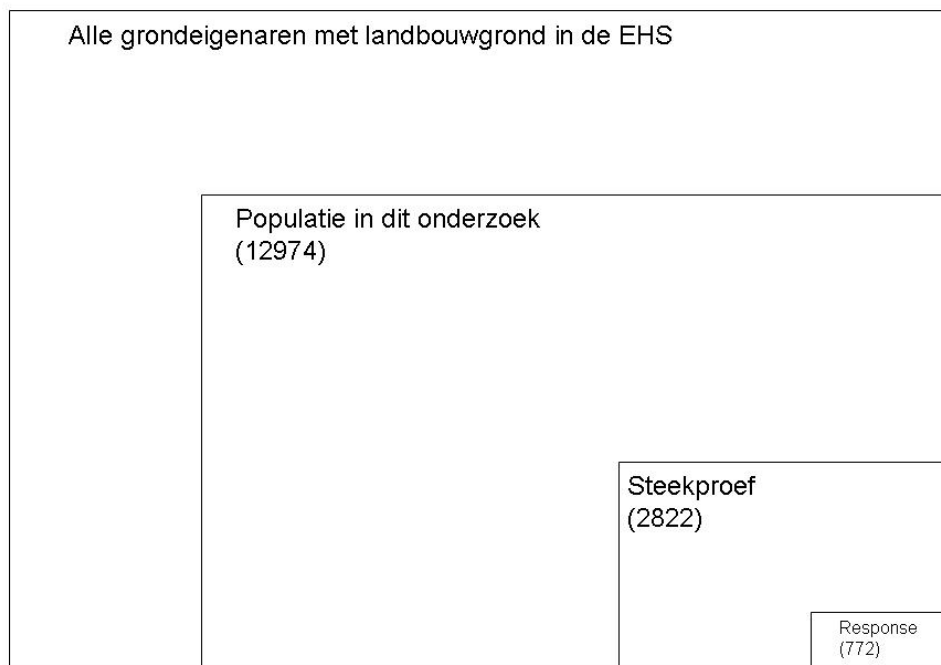 Alle grondeigenaren met landbouwgrond in de EHS
Populatie in dit onderzoek
(12974)
Steekproef
(2822)
Response
(772)